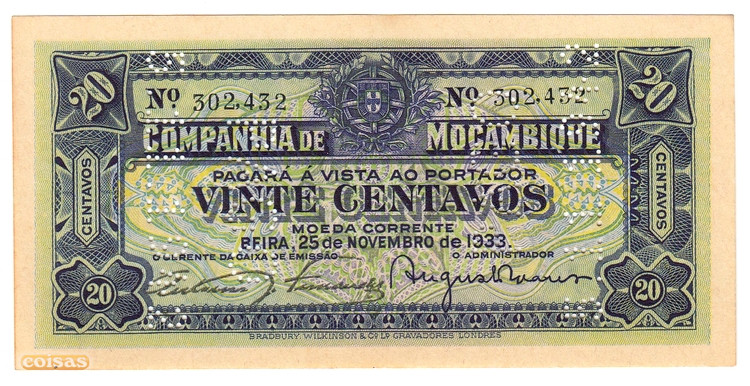 20 20
Nº 302,432 Nº 302,432
COMPANHIA DE MOÇAMBIQUE
PAGARÁ Á VISTA AO PORTADOR
VINTE CENTAVOS
CENTAVOS CENTAVOS
MOEDA CORRENTE
BEIRA, 25 de NOVEMBRO de 1933.
O GERENTE DA CAIXA DE EMISSÃO O ADMINISTRADOR
20 20
BRADBURY, WILKINSON & Cº Lº GRAVADORES LONDRES
coisas